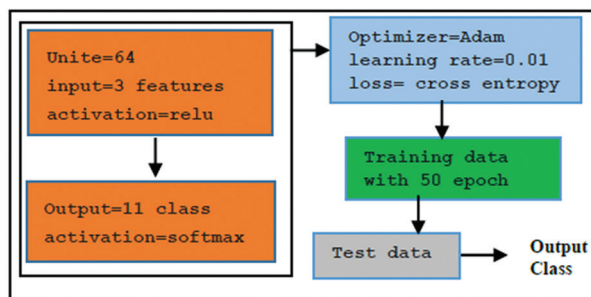 Unite=64
input=3 features
activation=relu
Output=11 class
activation=softmax
Optimizer=Adam
learning rate=0.01
loss= cross entropy
Training data
with 50 epoch
Test data
Output
Class